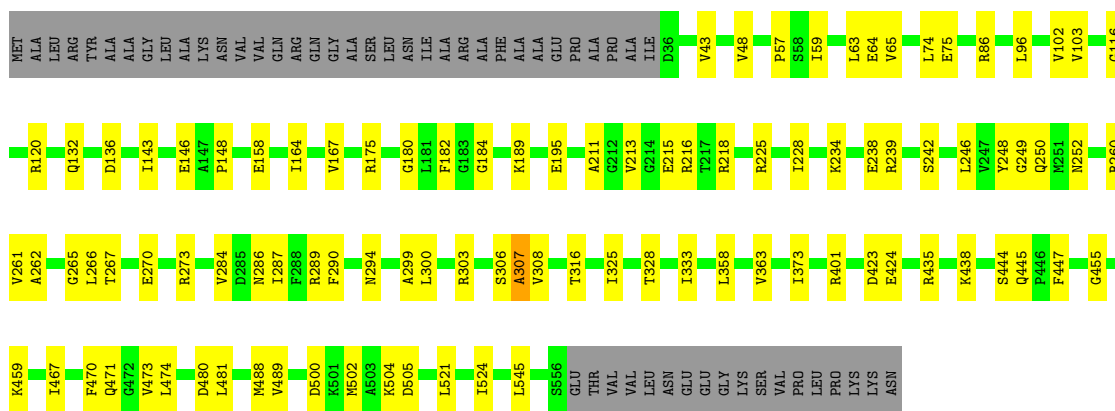 MET ALA LEU ARG TYR ALA ALA GLY LEU ALA LYS ASN VAL VAL GLN ARG GLN GLY ALA SER LEU ASN ILE ALA ARG ALA PHE ALA ALA GLU PRO ALA PRO ALA ILE D36 V43 V48 P57 S58 I59 L63 E64 V65 L74 E75 R86 L96 V102 V103 G116
R120 Q132 D136 I143 E146 A147 P148 E158 I164 V167 R175 G180 L181 F182 G183 G184 K189 E195 A211 G212 V213 G214 E215 R216 T217 R218 R225 I228 K234 E238 R239 S242 L246 V247 Y248 G249 Q250 M251 N252 R260
V261 A262 G265 L266 T267 E270 R273 V284 D285 N286 I287 F288 R289 F290 N294 A299 L300 R303 S306 A307 V308 T316 I325 T328 I333 L358 V363 I373 R401 D423 E424 R435 K438 S444 Q445 P446 F447 G455
K459 I467 F470 Q471 G472 V473 L474 D480 L481 M488 V489 D500 K501 M502 A503 K504 D505 L521 I524 L545 S556 GLU THR VAL VAL LEU ASN GLU GLU GLY LYS SER VAL PRO LEU PRO LYS LYS ASN